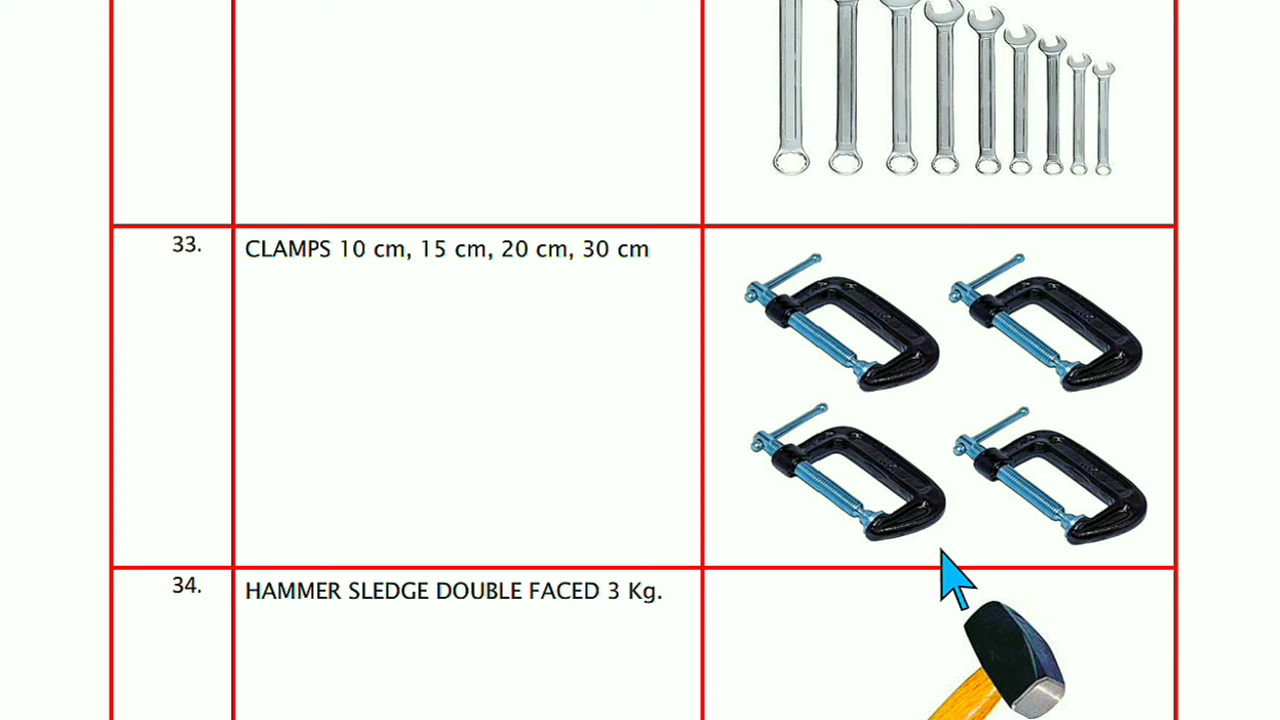 33.
CLAMPS 10 cm, 15 cm, 20 cm, 30 cm
34.
HAMMER SLEDGE DOUBLE FACED 3 Kg.